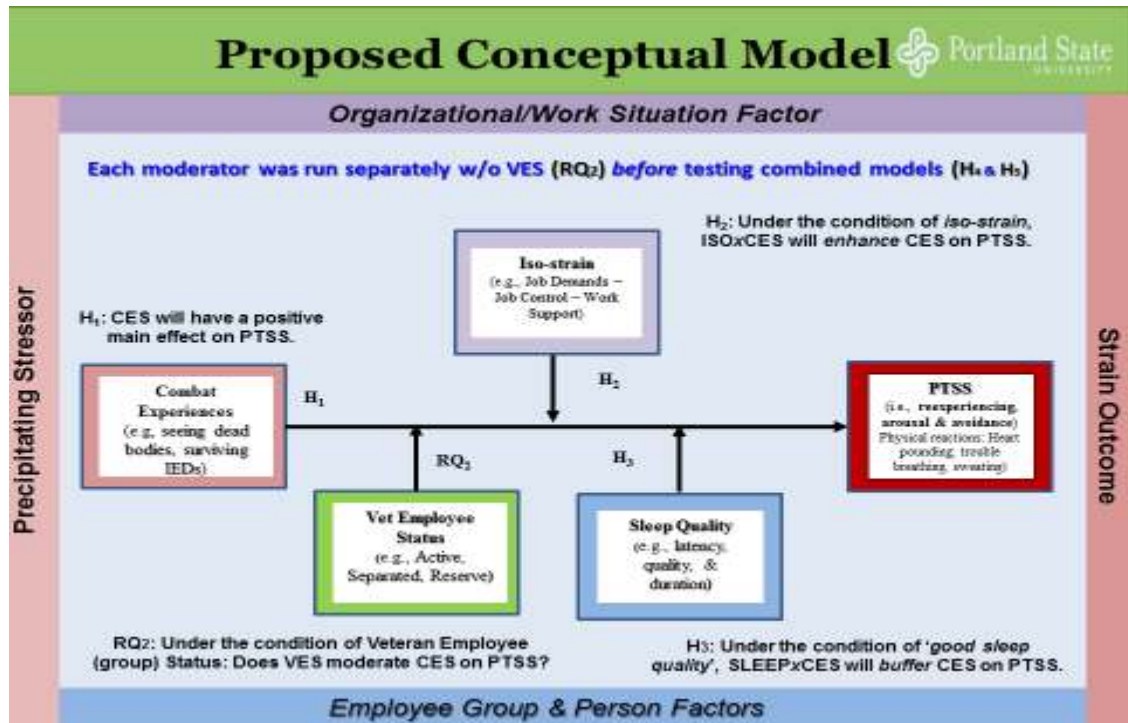 Proposed Conceptual Model
Portland State
UNIVERSITY
Organizational/Work Situation Factor
Each moderator was run separately w/o VES (RQ2) before testing combined models (H4 & H5)
H2: Under the condition of iso-strain,
ISOxCES will enhance CES on PTSS.
Iso-strain
(e.g., Job Demands –
Job Control – Work
Support)
H1: CES will have a positive
main effect on PTSS.
Precipitating Stressor
Strain Outcome
Combat
Experiences
(e.g, seeing dead
bodies, surviving
IEDs)
H1
H2
PTSS
(i.e., reexperiencing,
arousal & avoidance)
Physical reactions: Heart
pounding, trouble
breathing, sweating)
RQ2
H3
Vet Employee
Status
(e.g., Active,
Separated, Reserve)
Sleep Quality
(e.g., latency,
quality, &
duration)
RQ2: Under the condition of Veteran Employee
(group) Status: Does VES moderate CES on PTSS?
H3: Under the condition of 'good sleep
quality', SLEEPxCES will buffer CES on PTSS.
Employee Group & Person Factors